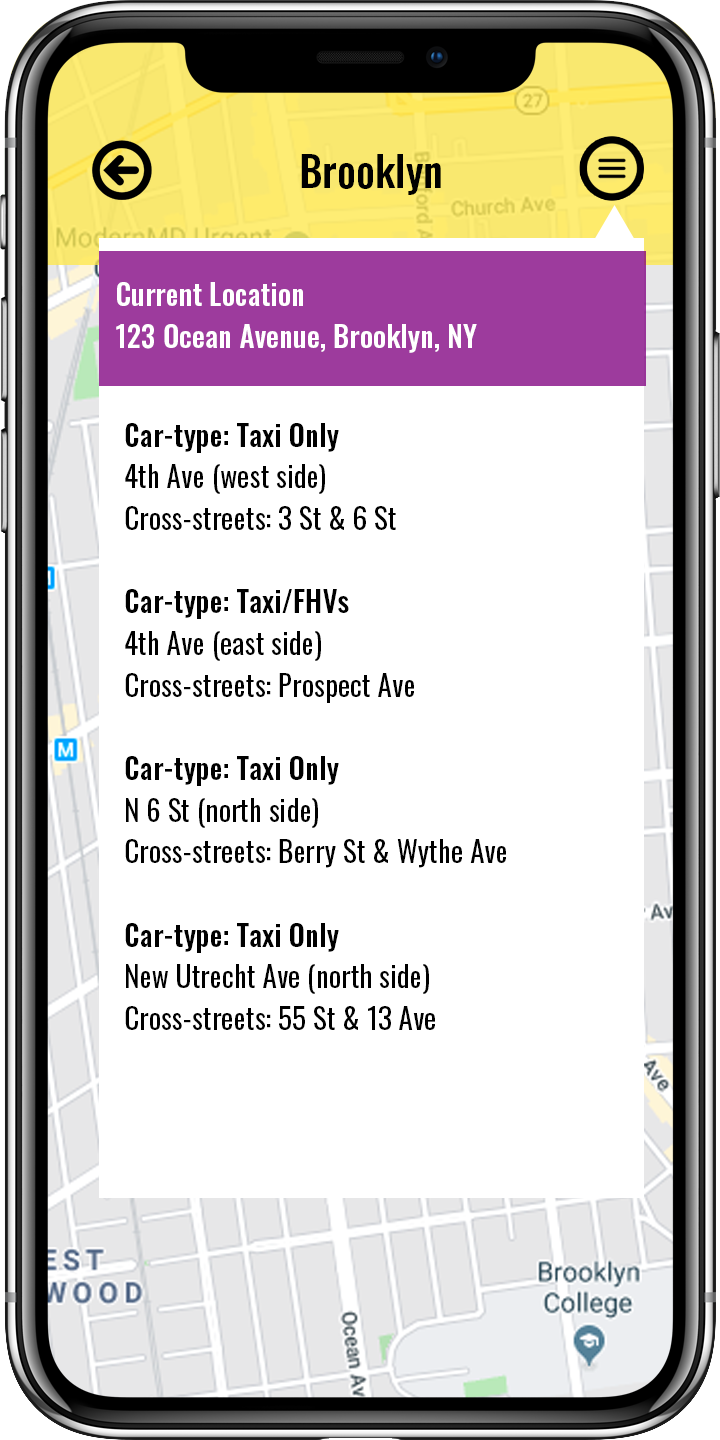 27
Brooklyn
Church Ave
ModernMD Urgent
Current Location
123 Ocean Avenue, Brooklyn, NY
Car-type: Taxi Only
4th Ave (west side)
Cross-streets: 3 St & 6 St
Car-type: Taxi/FHVs
4th Ave (east side)
Cross-streets: Prospect Ave
M
Car-type: Taxi Only
N 6 St (north side)
Cross-streets: Berry St & Wythe Ave
Av
Car-type: Taxi Only
New Utrecht Ave (north side)
Cross-streets: 55 St & 13 Ave
Ave
EST
WOOD
Brooklyn
College
Ocean Av